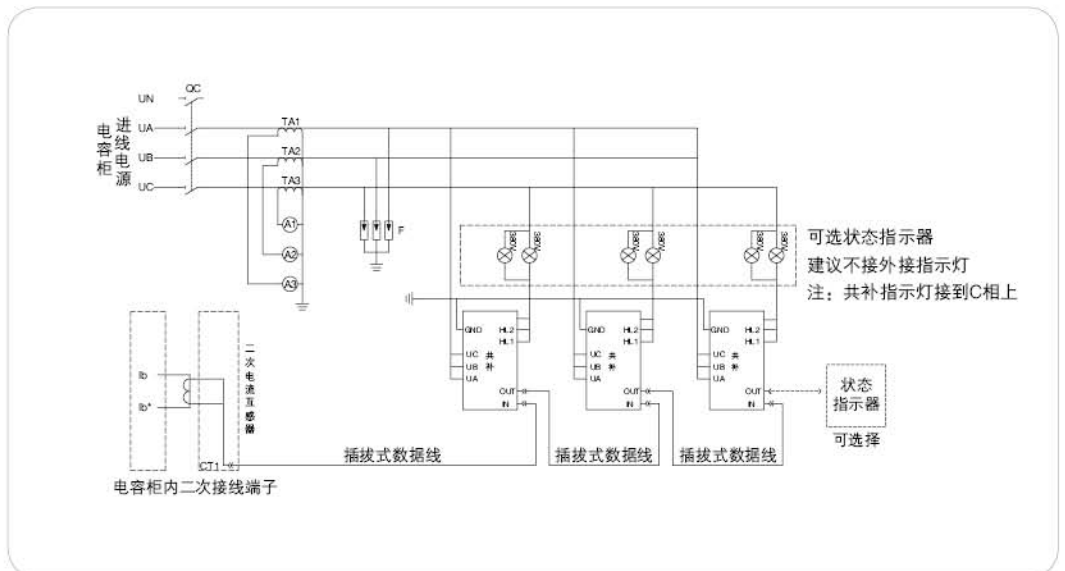 QC
UN
UA
UB
UC
进线电源
电容柜
TA1
TA2
TA3
A1
A2
A3
F
380V
380V
380V
380V
380V
380V
可选状态指示器
建议不接外接指示灯
注：共补指示灯接到C相上
GND
HL2
HL1
UC
共
UB
补
UA
OUT
IN
GND
HL2
HL1
UC
共
UB
补
UA
OUT
IN
GND
HL2
HL1
UC
共
UB
补
UA
OUT
IN
状态
指示器
可选择
Ib
Ib*
二次电流互感器
CT1
插拔式数据线
插拔式数据线
插拔式数据线
电容柜内二次接线端子